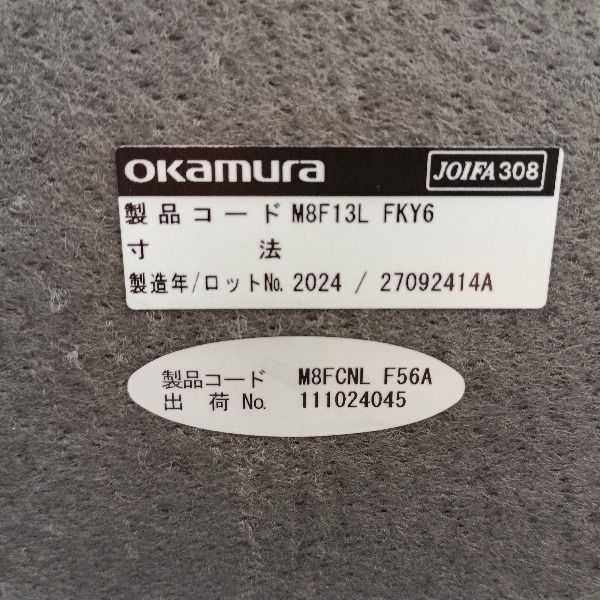 OKamura JOIFA308
製品コード M8F13L FKY6
寸 法
製造年/ロット№ 2024 / 27092414A
製品コード M8FCNL F56A
出荷 No. 111024045